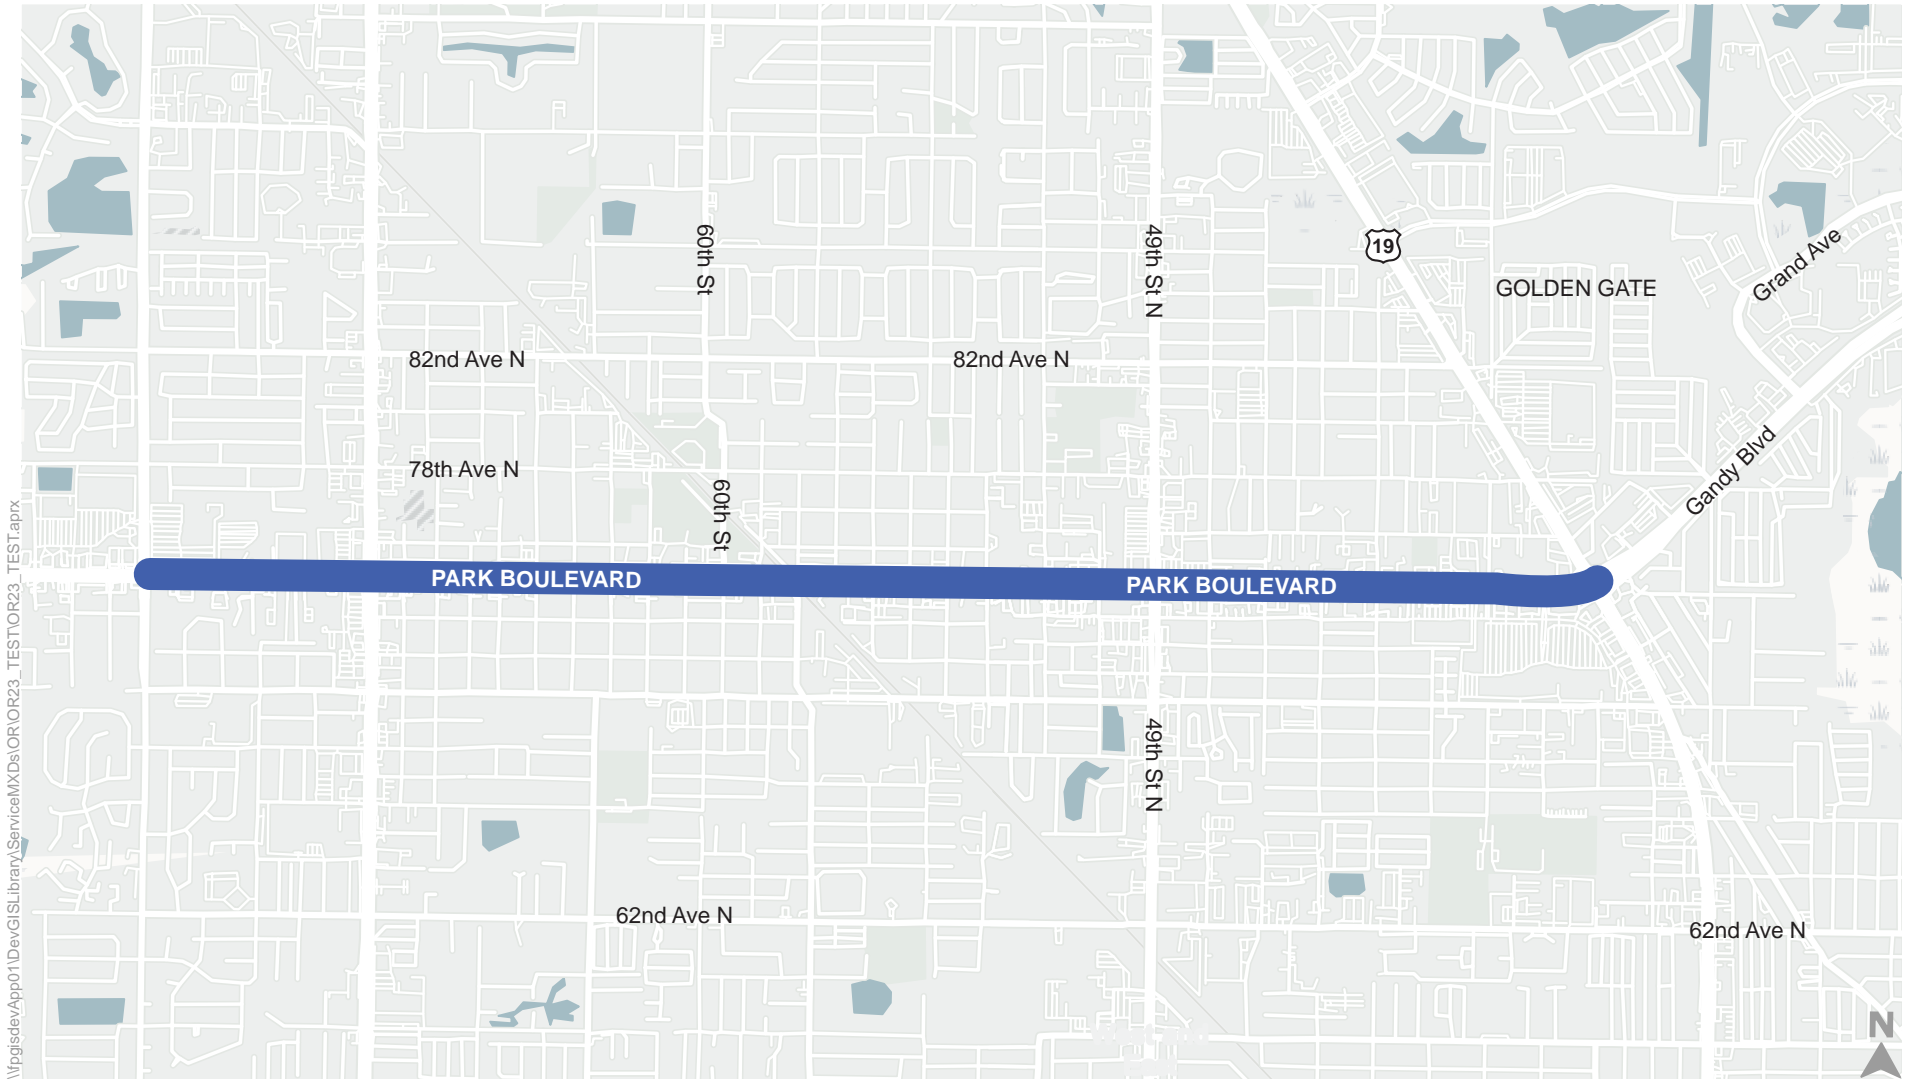 60th St
49th St N
19
Grand Ave
GOLDEN GATE
82nd Ave N
82nd Ave N
Gandy Blvd
78th Ave N
60th St
PARK BOULEVARD
PARK BOULEVARD
49th St N
62nd Ave N
62nd Ave N
N
\\fpgisdevApp01\DevGISLibrary\ServiceMXDs\OR\OR23_TEST\OR23_TEST.aprx